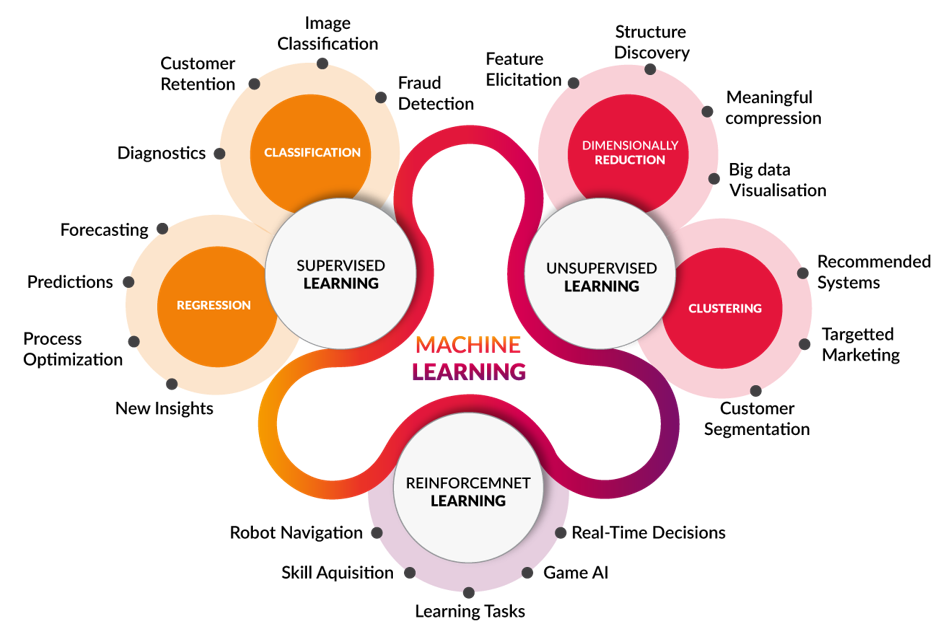 Image
Classification
Customer
Retention
Fraud
Detection
Diagnostics
CLASSIFICATION
Forecasting
Predictions
Process
Optimization
New Insights
REGRESSION
SUPERVISED
LEARNING
Structure
Discovery
Feature
Elicitation
Meaningful
compression
Big data
Visualisation
DIMENSIONALLY
REDUCTION
UNSUPERVISED
LEARNING
Recommended
Systems
Targetted
Marketing
Customer
Segmentation
CLUSTERING
MACHINE
LEARNING
REINFORCEMNET
LEARNING
Robot Navigation
Skill Aquisition
Learning Tasks
Game AI
Real-Time Decisions